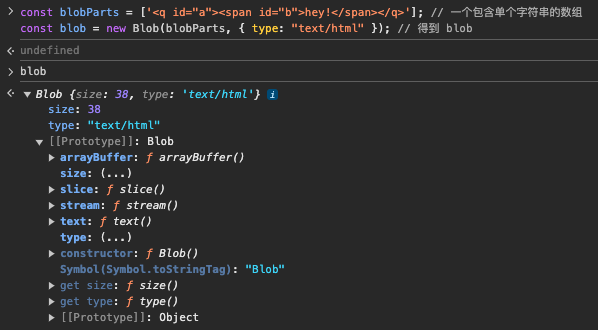 const blobParts = ['<q id="a"><span id="b">hey!</span></q>']; // 一个包含单个字符串的数组
const blob = new Blob(blobParts, { type: "text/html" }); // 得到 blob
undefined
blob
Blob {size: 38, type: 'text/html'} i
size: 38
type: "text/html"
[[Prototype]]: Blob
arrayBuffer: ƒ arrayBuffer()
size: (...)
slice: ƒ slice()
stream: ƒ stream()
text: ƒ text()
type: (...)
constructor: ƒ Blob()
Symbol(Symbol.toStringTag): "Blob"
get size: ƒ size()
get type: ƒ type()
[[Prototype]]: Object